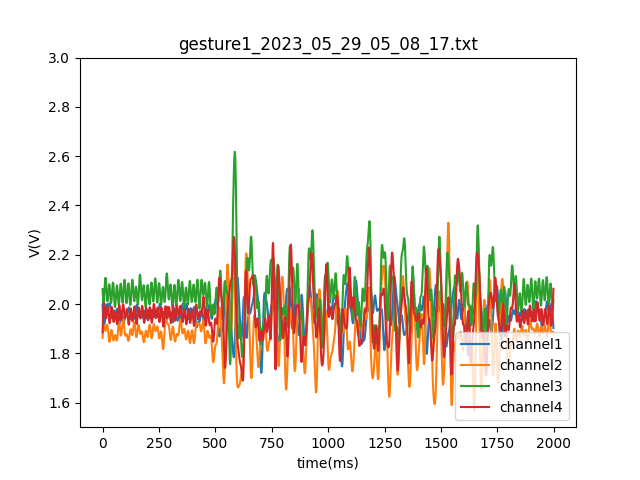 gesture1_2023_05_29_05_08_17.txt
3.0
2.8
2.6
2.4
2.2
2.0
1.8
1.6
V(V)
channel1
channel2
channel3
channel4
0 250 500 750 1000 1250 1500 1750 2000
time(ms)